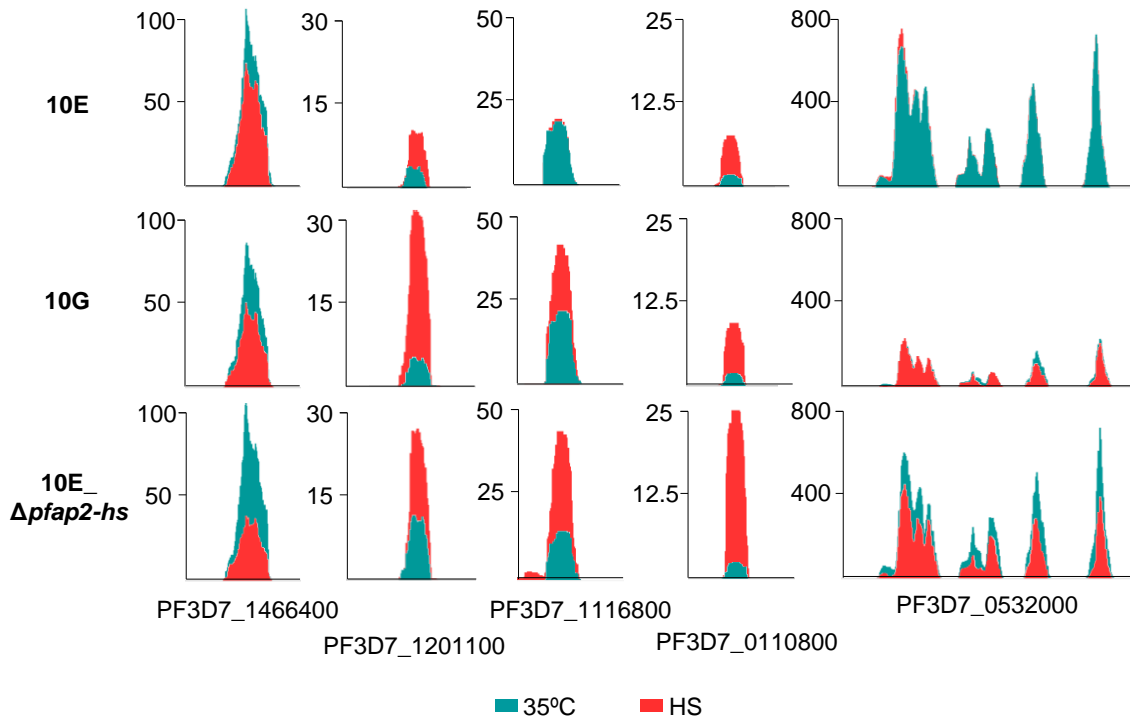 100 30 50 25 800
50 15 25 12.5 400
10E
100 30 50 25 800
50 15 25 12.5 400
10G
100 30 50 25 800
50 15 25 12.5 400
10E_
Δpfap2-hs
PF3D7_1466400 PF3D7_1116800 PF3D7_0532000
PF3D7_1201100 PF3D7_0110800
35ºC HS